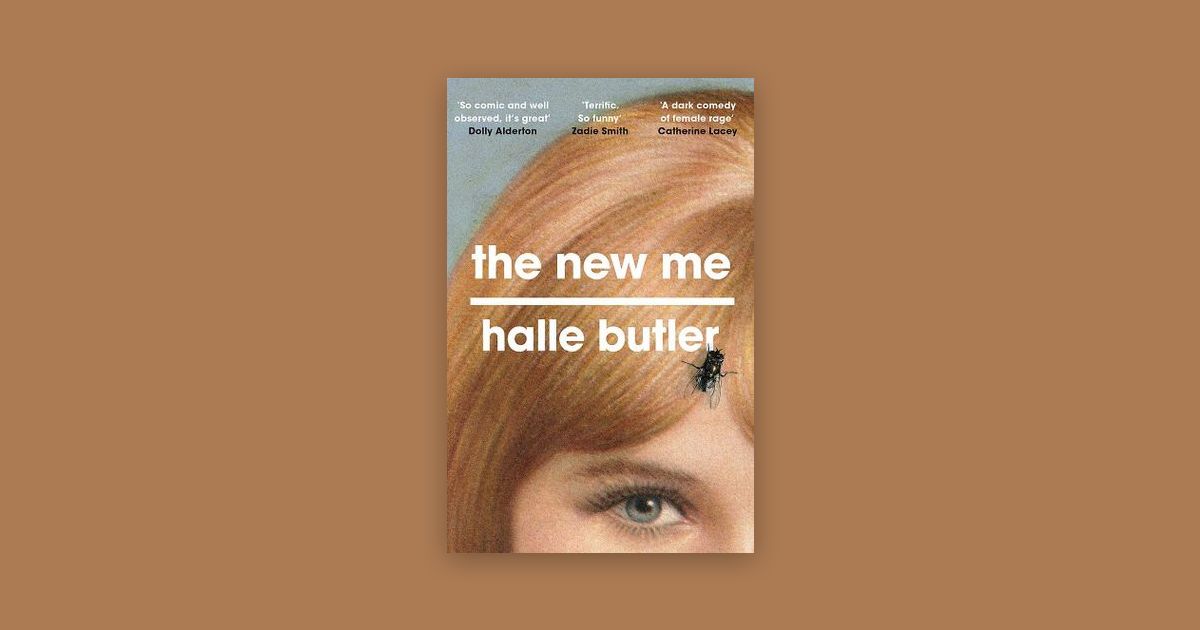 'So comic and well
observed, it's great'
Dolly Alderton
'Terrific.
So funny'
Zadie Smith
'A dark comedy
of female rage'
Catherine Lacey
the new me
halle butler